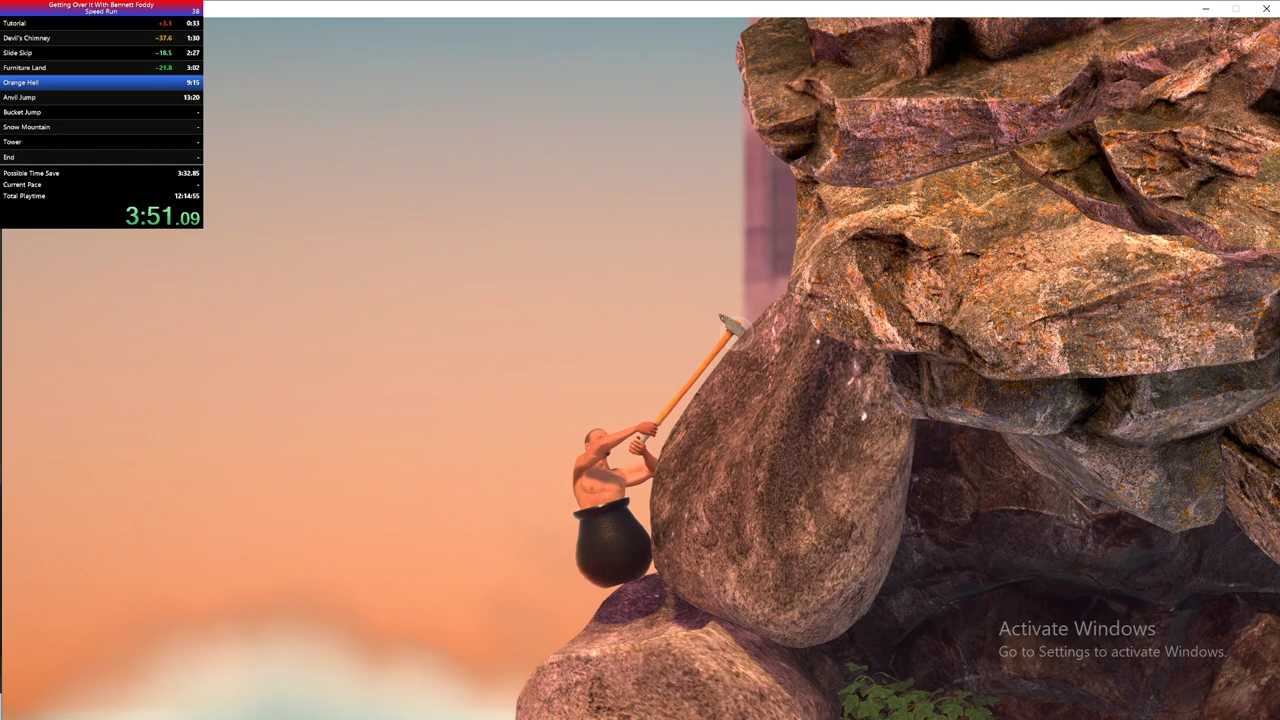 Getting Over It With Bennett Foddy
Speed Run 38
Tutorial +3.1 0:33
Devil's Chimney −37.6 1:30
Slide Skip −18.5 2:27
Furniture Land −21.8 3:02
Orange Hell 9:15
Anvil Jump 13:20
Bucket Jump -
Snow Mountain -
Tower -
End -
Possible Time Save 3:32.85
Current Pace -
Total Playtime 12:14:55
3:51.09
Activate Windows
Go to Settings to activate Windows.